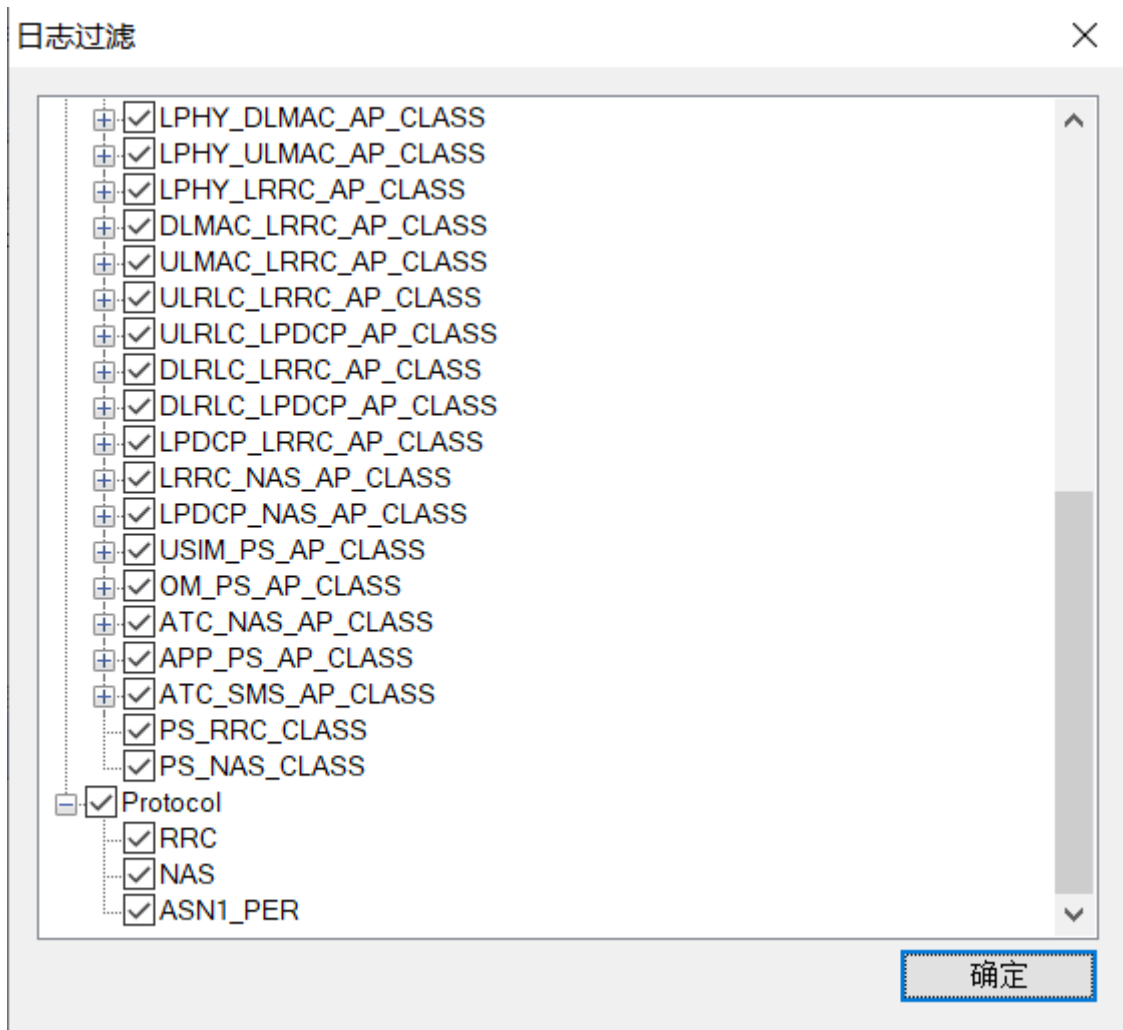 日志过滤
LPHY_DLMAC_AP_CLASS
LPHY_ULMAC_AP_CLASS
LPHY_LRRC_AP_CLASS
DLMAC_LRRC_AP_CLASS
ULMAC_LRRC_AP_CLASS
ULRLC_LRRC_AP_CLASS
ULRLC_LPDCP_AP_CLASS
DLRLC_LRRC_AP_CLASS
DLRLC_LPDCP_AP_CLASS
LPDCP_LRRC_AP_CLASS
LRRC_NAS_AP_CLASS
LPDCP_NAS_AP_CLASS
USIM_PS_AP_CLASS
OM_PS_AP_CLASS
ATC_NAS_AP_CLASS
APP_PS_AP_CLASS
ATC_SMS_AP_CLASS
PS_RRC_CLASS
PS_NAS_CLASS
Protocol
RRC
NAS
ASN1_PER
确定